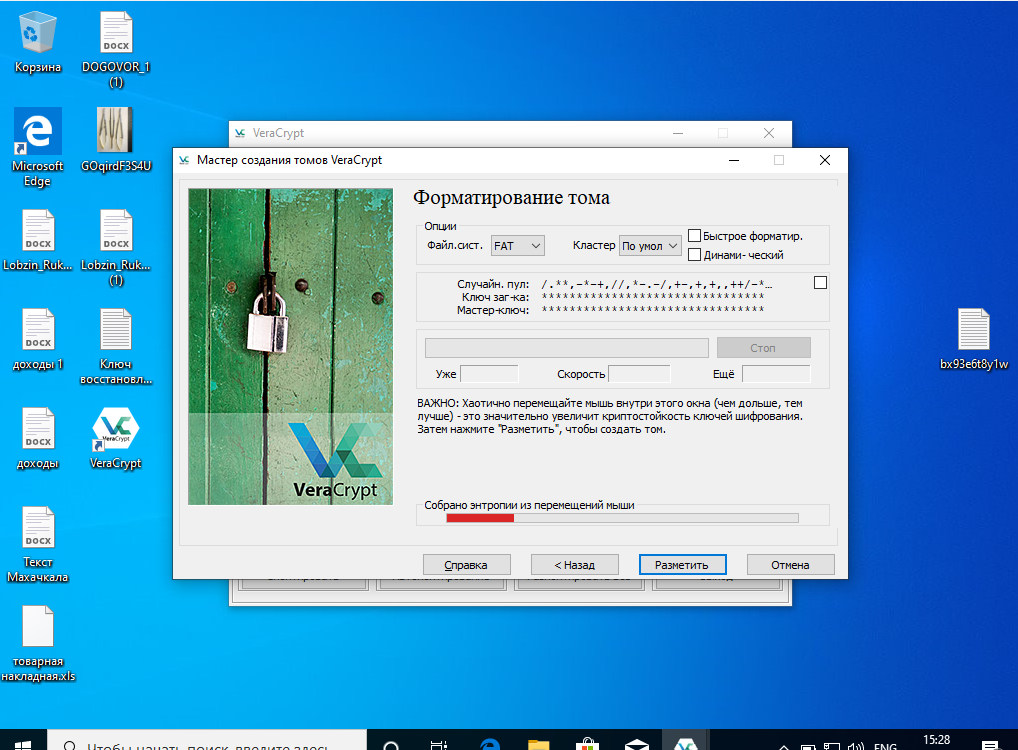 Корзина
DOCX
DOGOVOR_1
(1)
Microsoft
Edge
GOqirdF3S4U
DOCX
Lobzin_Ruk...
DOCX
Lobzin_Ruk...
(1)
DOCX
доходы 1
Ключ
восстановл...
DOCX
доходы
VeraCrypt
VeraCrypt
DOCX
Текст
Махачкала
товарная
накладная.xls
bx93e6t8y1w
VeraCrypt
Мастер создания томов VeraCrypt
VeraCrypt
Форматирование тома
Опции
Файл.сист.
FAT
Кластер
По умол
Быстрое форматир.
Динами- ческий
Случайн. пул: /.**,-*-+,//,*-.-/,+-,+,+,,++/-*...
Ключ заг-ка: ********************************
Мастер-ключ: ********************************
Стоп
Уже
Скорость
Ещё
ВАЖНО: Хаотично перемещайте мышь внутри этого окна (чем дольше, тем
лучше) - это значительно увеличит криптостойкость ключей шифрования.
Затем нажмите "Разметить", чтобы создать том.
Собрано энтропии из перемещений мыши
Справка
< Назад
Разметить
Отмена
Чтобы начать поиск, введите здесь
ENG
15:28